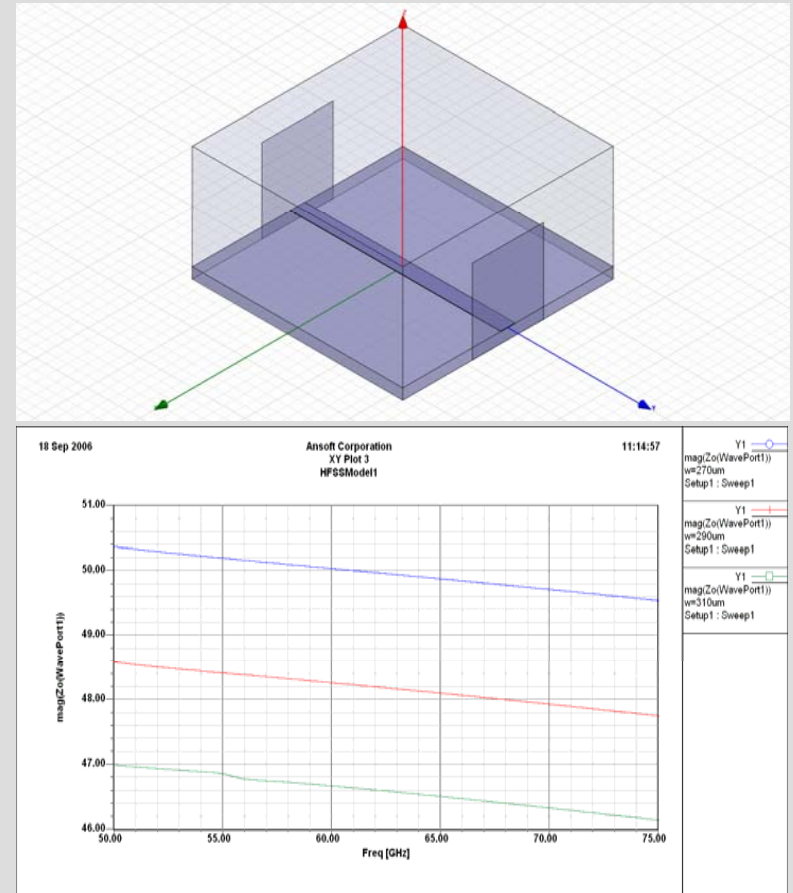 Z
Y
18 Sep 2006
Ansoft Corporation
11:14:57
XY Plot 3
HFSSModel1
Y1
mag(Zo(WavePort1))
w=270um
Setup1 : Sweep1
Y1
mag(Zo(WavePort1))
w=290um
Setup1 : Sweep1
Y1
mag(Zo(WavePort1))
w=310um
Setup1 : Sweep1
mag(Zo(WavePort1))
51.00
50.00
49.00
48.00
47.00
46.00
50.00
55.00
60.00
65.00
70.00
75.00
Freq [GHz]